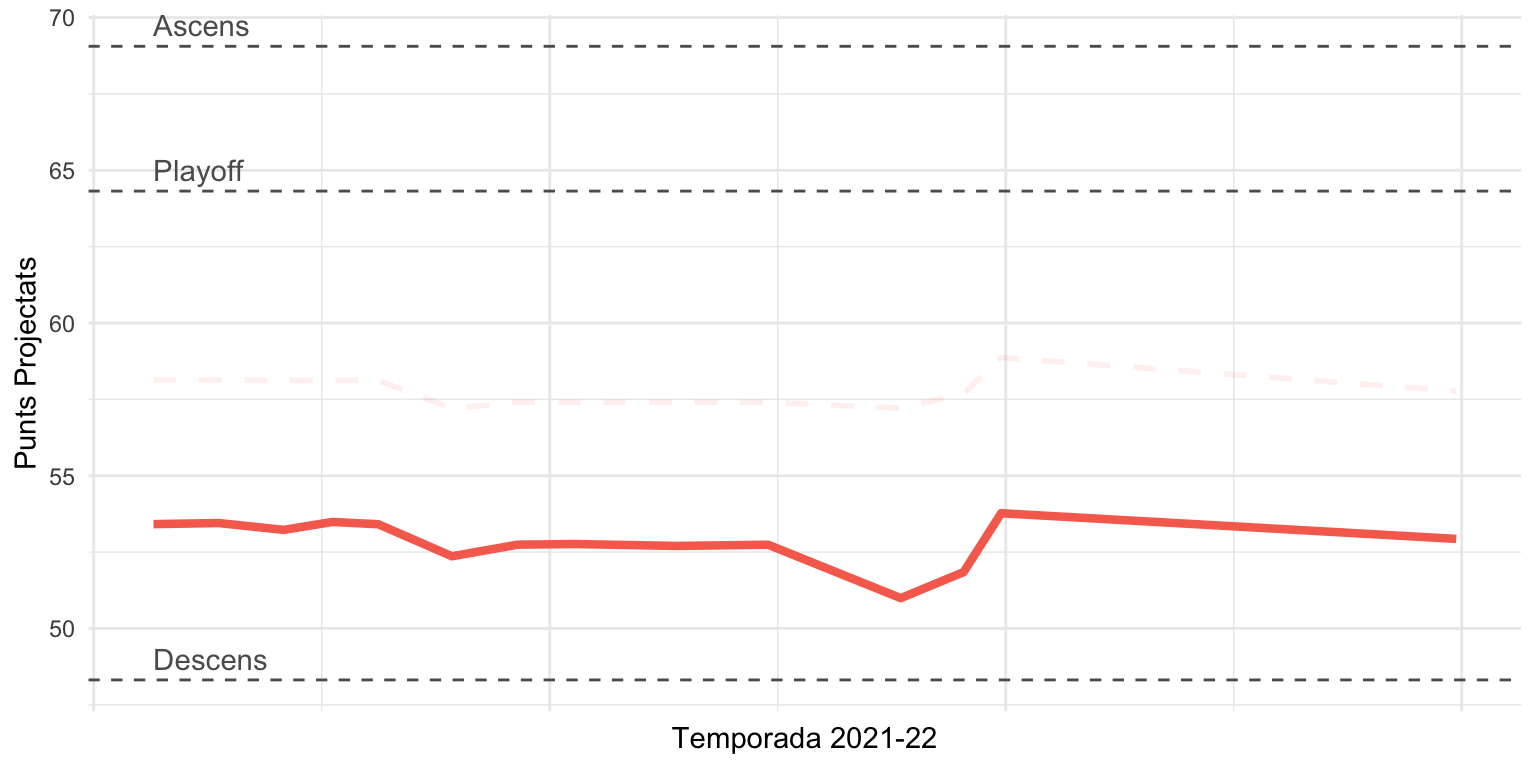 70
Ascens
65
Playoff
60
55
50
Descens
Punts Projectats
Temporada 2021-22